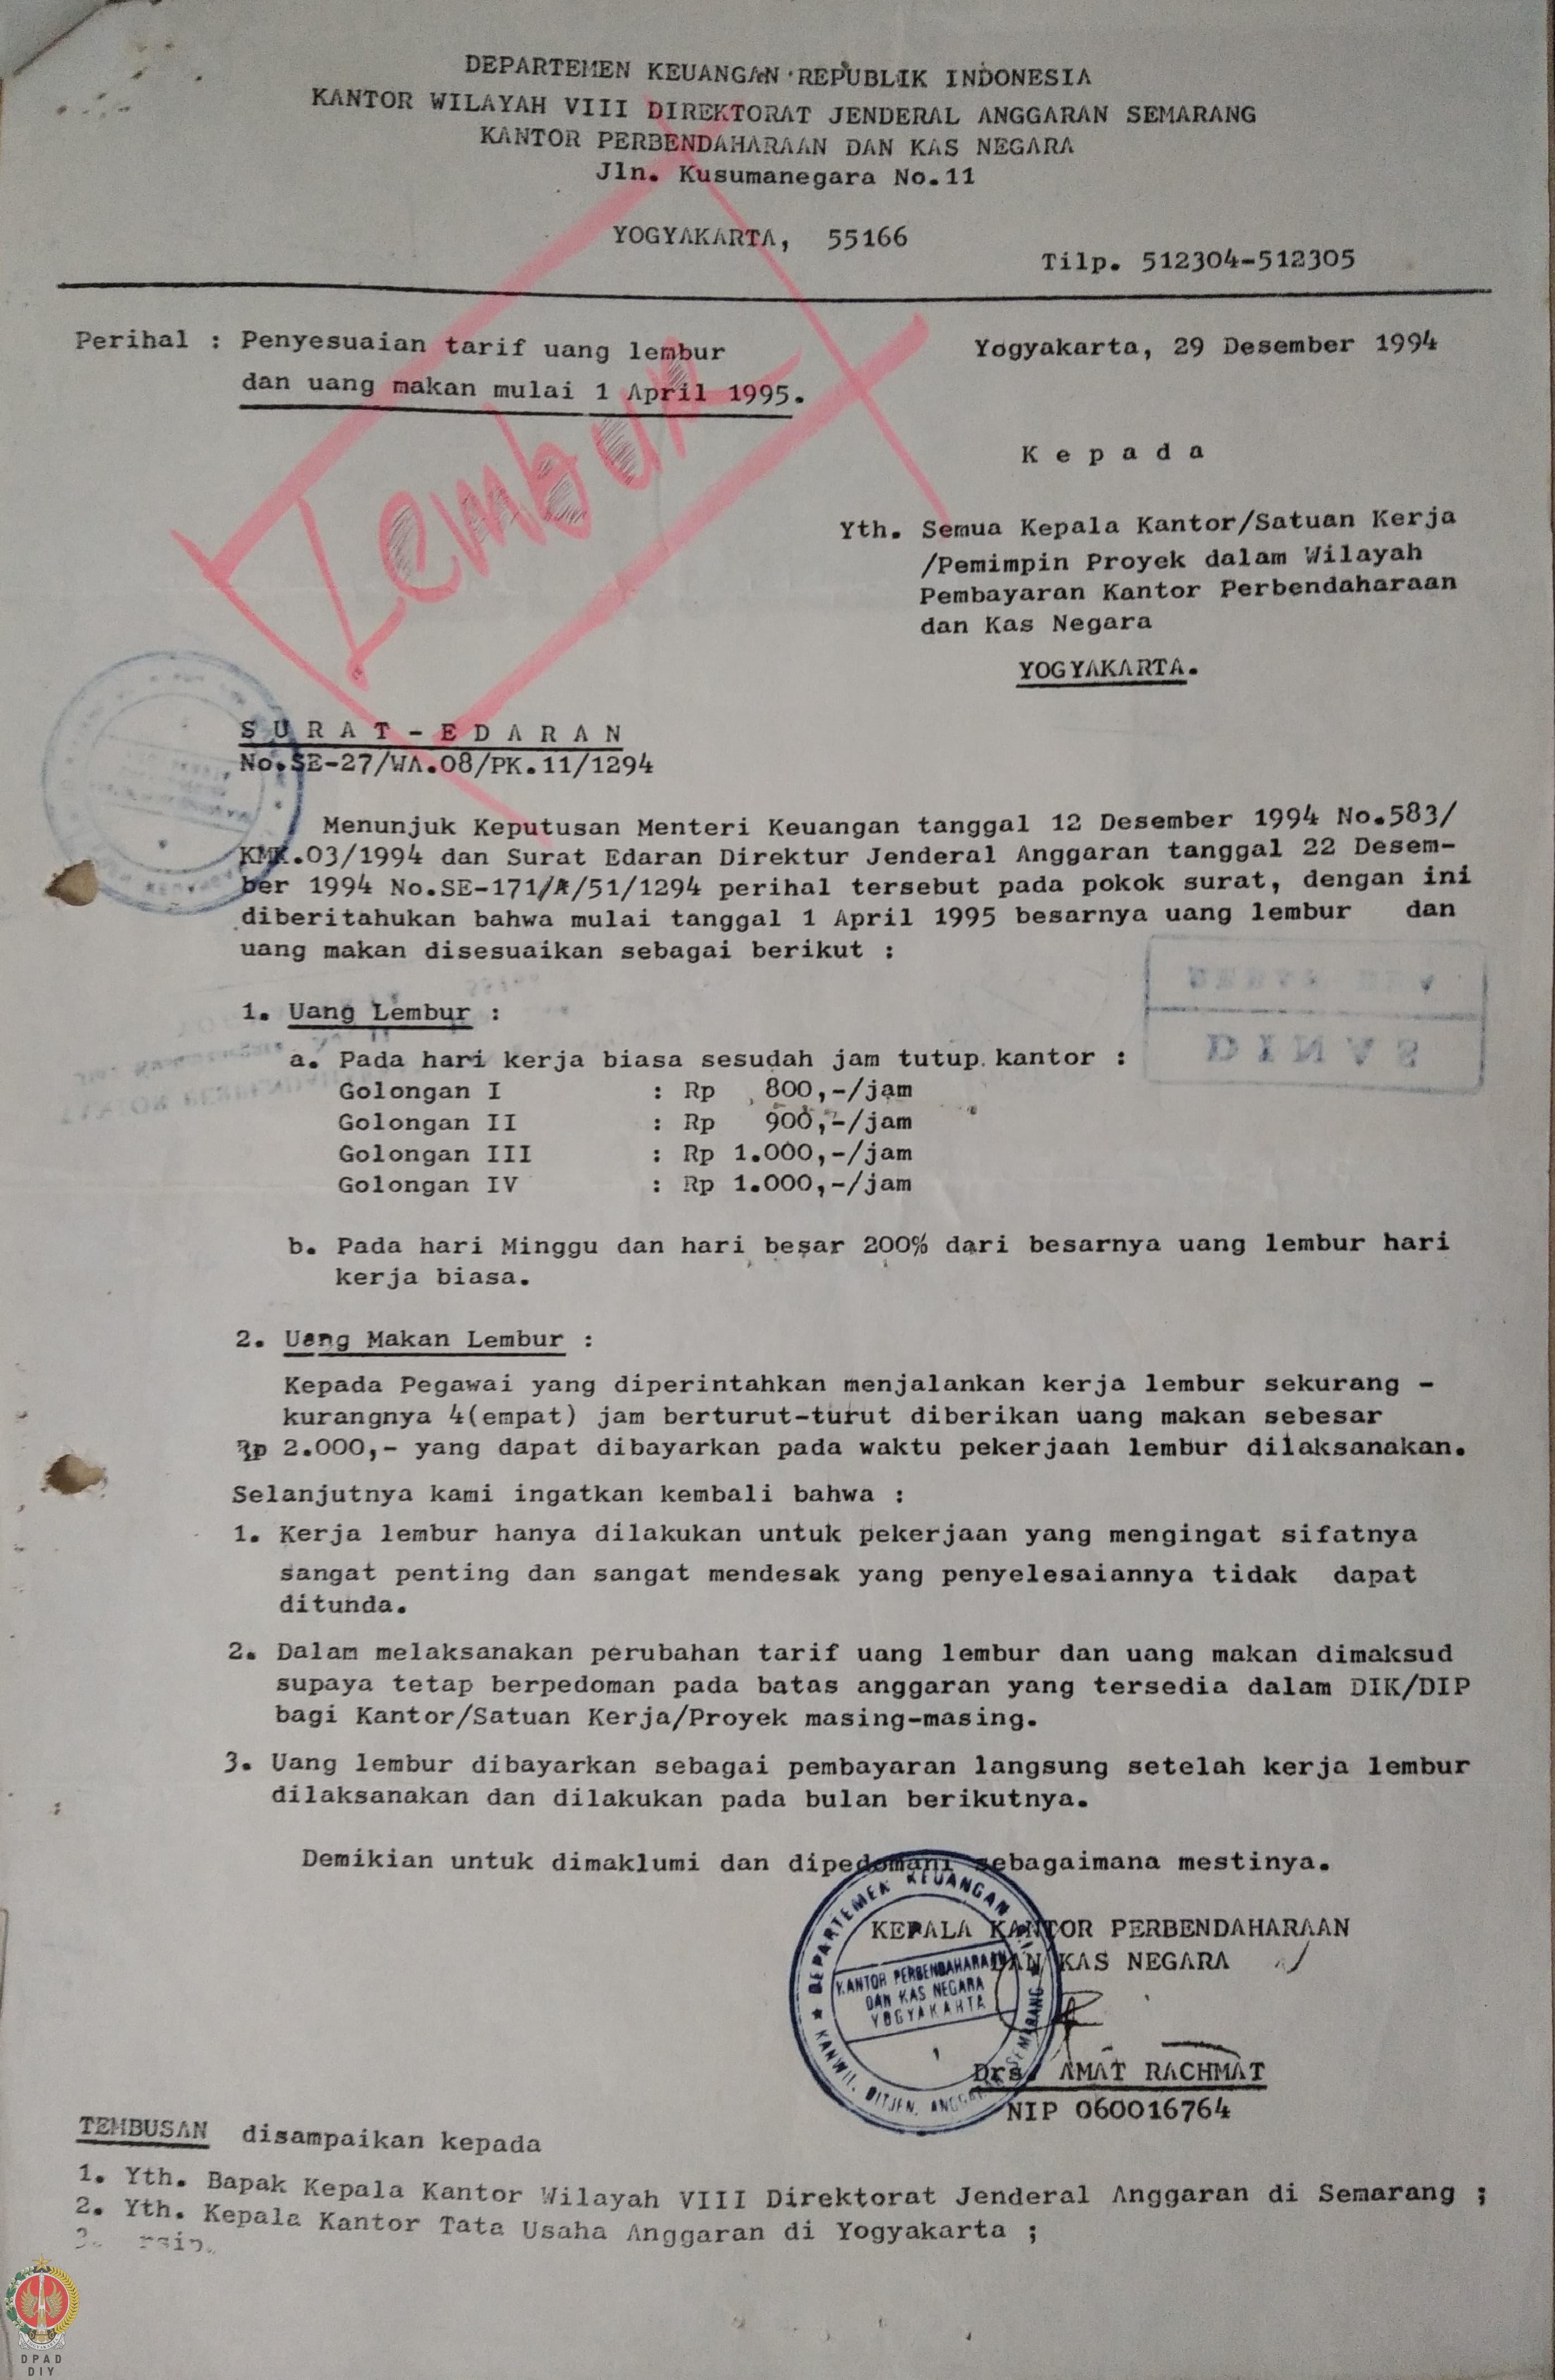 DEPARTEMEN KEUANGAN REPUBLIK INDONESIA
KANTOR WILAYAH VIII DIREKTORAT JENDERAL ANGGARAN SEMARANG
KANTOR PERBENDAHARAAN DAN KAS NEGARA
Jln. Kusumanegara No.11
YOGYAKARTA, 55166
Tilp. 512304-512305
Perihal : Penyesuaian tarif uang lembur
dan uang makan mulai 1 April 1995.
Yogyakarta, 29 Desember 1994
Lembur
K e p a d a
Yth. Semua Kepala Kantor/Satuan Kerja
/Pemimpin Proyek dalam Wilayah
Pembayaran Kantor Perbendaharaan
dan Kas Negara
YOGYAKARTA.
S U R A T - E D A R A N
No.SE-27/WA.08/PK.11/1294
Menunjuk Keputusan Menteri Keuangan tanggal 12 Desember 1994 No.583/
KMK.03/1994 dan Surat Edaran Direktur Jenderal Anggaran tanggal 22 Desem-
ber 1994 No.SE-171/A/51/1294 perihal tersebut pada pokok surat, dengan ini
diberitahukan bahwa mulai tanggal 1 April 1995 besarnya uang lembur dan
uang makan disesuaikan sebagai berikut :
1. Uang Lembur :
a. Pada hari kerja biasa sesudah jam tutup kantor :
Golongan I : Rp 800,-/jam
Golongan II : Rp 900,-/jam
Golongan III : Rp 1.000,-/jam
Golongan IV : Rp 1.000,-/jam
b. Pada hari Minggu dan hari besar 200% dari besarnya uang lembur hari
kerja biasa.
2. Uang Makan Lembur :
Kepada Pegawai yang diperintahkan menjalankan kerja lembur sekurang -
kurangnya 4(empat) jam berturut-turut diberikan uang makan sebesar
Rp 2.000,- yang dapat dibayarkan pada waktu pekerjaan lembur dilaksanakan.
Selanjutnya kami ingatkan kembali bahwa :
1. Kerja lembur hanya dilakukan untuk pekerjaan yang mengingat sifatnya
sangat penting dan sangat mendesak yang penyelesaiannya tidak dapat
ditunda.
2. Dalam melaksanakan perubahan tarif uang lembur dan uang makan dimaksud
supaya tetap berpedoman pada batas anggaran yang tersedia dalam DIK/DIP
bagi Kantor/Satuan Kerja/Proyek masing-masing.
3. Uang lembur dibayarkan sebagai pembayaran langsung setelah kerja lembur
dilaksanakan dan dilakukan pada bulan berikutnya.
Demikian untuk dimaklumi dan dipedomani sebagaimana mestinya.
KEPALA KANTOR PERBENDAHARAAN
DAN KAS NEGARA
DEPARTEMEN KEUANGAN
KANTOR PERBENDAHARAAN
DAN KAS NEGARA
YOGYAKARTA
KANWIL. DITJEN. ANGGARAN SEMARANG
Drs. AMAT RACHMAT
NIP 060016764
TEMBUSAN disampaikan kepada
1. Yth. Bapak Kepala Kantor Wilayah VIII Direktorat Jenderal Anggaran di Semarang ;
2. Yth. Kepala Kantor Tata Usaha Anggaran di Yogyakarta ;
DINAS
DPAD
DIY